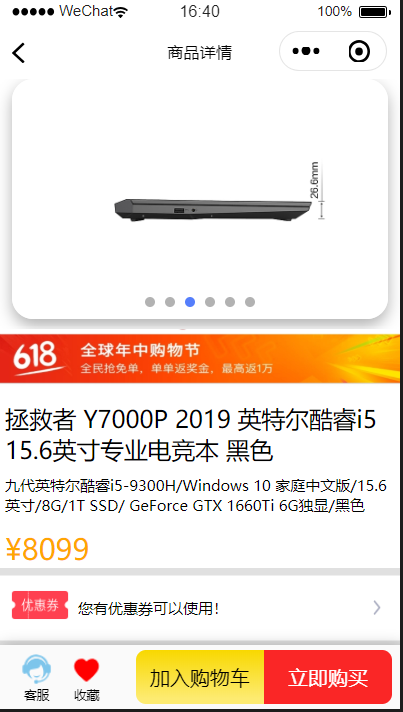 WeChat 16:40 100%
商品详情
26.6mm
618 全球年中购物节
全民抢免单，单单返奖金，最高返1万
拯救者 Y7000P 2019 英特尔酷睿i5
15.6英寸专业电竞本 黑色
九代英特尔酷睿i5-9300H/Windows 10 家庭中文版/15.6
英寸/8G/1T SSD/ GeForce GTX 1660Ti 6G独显/黑色
¥8099
优惠券 您有优惠券可以使用！
客服 收藏 加入购物车 立即购买